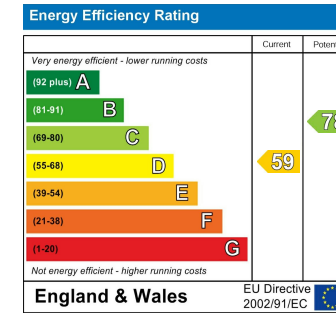 Energy Efficiency Rating
Current
Very energy efficient - lower running costs
(92 plus) A
(81-91) B
(69-80) C
(55-68) D
59
(39-54) E
(21-38) F
(1-20) G
Not energy efficient - higher running costs
England & Wales
EU Directive
2002/91/EC